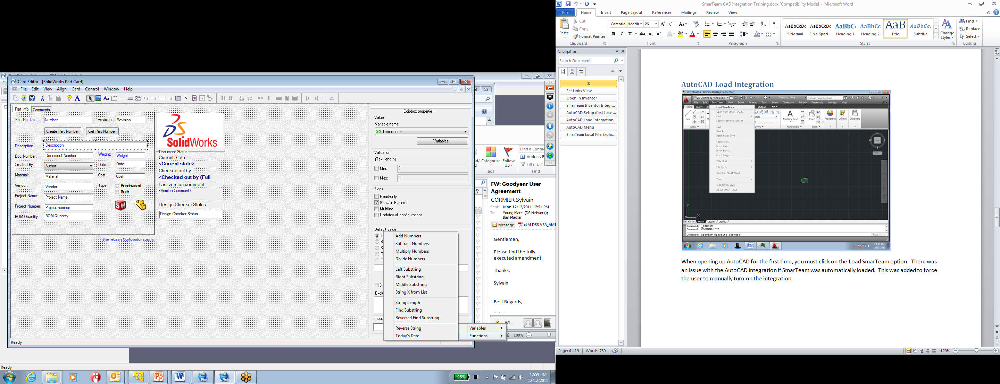 Card Editor - [SolidWorks Part Card]
File Edit View Align Card Control Window Help
Part Info Comments
Part Number: Number Revision: Revision
Create Part Number Get Part Number
Description: Description
Doc Number: Document Number Weight: Weight
Created By: Author Date: Date
Material: Material Cost: Cost
Vendor: Vendor Type: Purchased
Built
Project Name: Project Name
Project Number: Project number
BOM Quantity: BOM Quantity
Blue fields are Configuration specific
SolidWorks
Document Status
Current State:
<Current state>
Checked out by:
<Checked out by (Full
Last version comment:
<Version Comment>
Design Checker Status:
Design Checker Status
Edit-box properties
Value
Variable name:
Description
Variables...
Validation
(Text length)
Min: 0
Max: 0
Flags
Read-only
Show in Explorer
Multiline
Updates all configurations
Default value
Input
Add Numbers
Subtract Numbers
Multiply Numbers
Divide Numbers
Left Substring
Right Substring
Middle Substring
String X from List
String Length
Find Substring
Reversed Find Substring
Reverse String
Today's Date
Variables
Functions
Ready
Ready
Categorize Follow Up
Tags
Find a Contac
Address B
Filter E-ma
Find
FW: Goodyear User
Agreement
CORMIER Sylvain
Sent: Mon 12/12/2011 12:51 PM
To: Young Marc (DS Network);
Ilan Madjar
Message xLM DSS VSA_AM1
Gentlemen,
Please find the fully
executed amendment.
Thanks,
Sylvain
Best Regards,
Wi...
100%
95%
12:59 PM
12/12/2011
SmarTeam CAD Integration Training.docx [Compatibility Mode] - Microsoft Word
File Home Insert Page Layout References Mailings Review View
Paste Cut
Copy
Format Painter
Clipboard
Cambria (Headi 26
Font
Paragraph
AaBbCcDc AaBbCcDc AaBbC AaBbCc AaB AaBbCc.
¶ Normal ¶ No Spaci... Heading 1 Heading 2 Title Subtitle
Change Styles
Styles
Find
Replace
Select
Editing
Navigation
Search Document
Set Links View
Open in Inventor
SmarTeam Inventor Integr...
AutoCAD Setup (first time ...
AutoCAD Load Integration
AutoCAD Menu
SmarTeam Local File Explo...
AutoCAD Load Integration
inventor2011 - Remote Desktop Connection
2D Drafting & Annotation
Drawing1.dwg
Type a keyword or phrase
File Edit SmarTeam View Insert Format Tools Draw Dimension Modify Parametric Window Help
Home Insert Output
Load SmarTeam
Open from SMARTEAM...
Find
Locate Active Document
Save
Save As...
Batch Mode Save
Locate Xref...
Insert Xref...
Insert Block...
Insert Image...
Title Block
Life Cycle
Switch to SMARTEAM...
Tools
SMARTEAM Help
About SMARTEAM
Line
Draw
Multiline Text
Annotation
Insert
Block
Properties Utilities Clipboard
N
W TOP E
S
Y
X
Model Layout1 Layout2
Command: _RIBBON
Command: COMMANDLINE
Command: Specify opposite corner:
10:30 AM
11/15/2011
When opening up AutoCAD for the first time, you must click on the Load SmarTeam option: There was
an issue with the AutoCAD integration if SmarTeam was automatically loaded. This was added to force
the user to manually turn on the integration.
Page: 6 of 9 Words: 739
120%